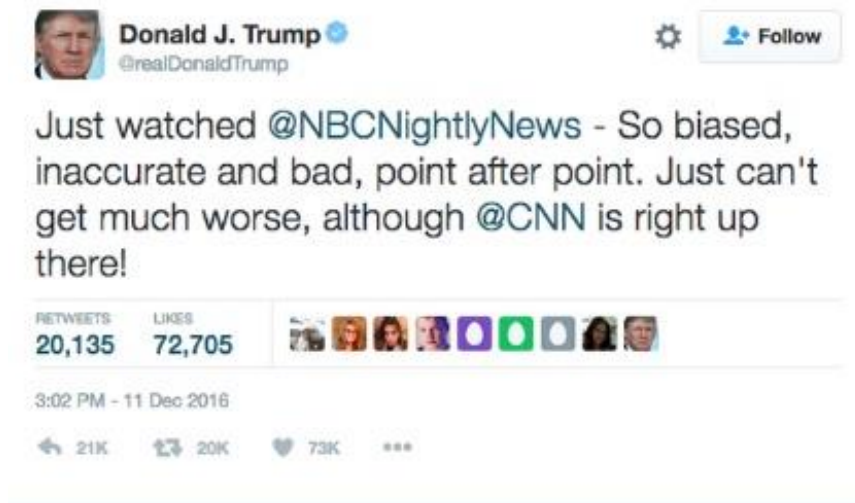 Donald J. Trump
@realDonaldTrump
Follow
Just watched @NBCNightlyNews - So biased,
inaccurate and bad, point after point. Just can't
get much worse, although @CNN is right up
there!
RETWEETS LIKES
20,135 72,705
3:02 PM - 11 Dec 2016
21K 20K 73K